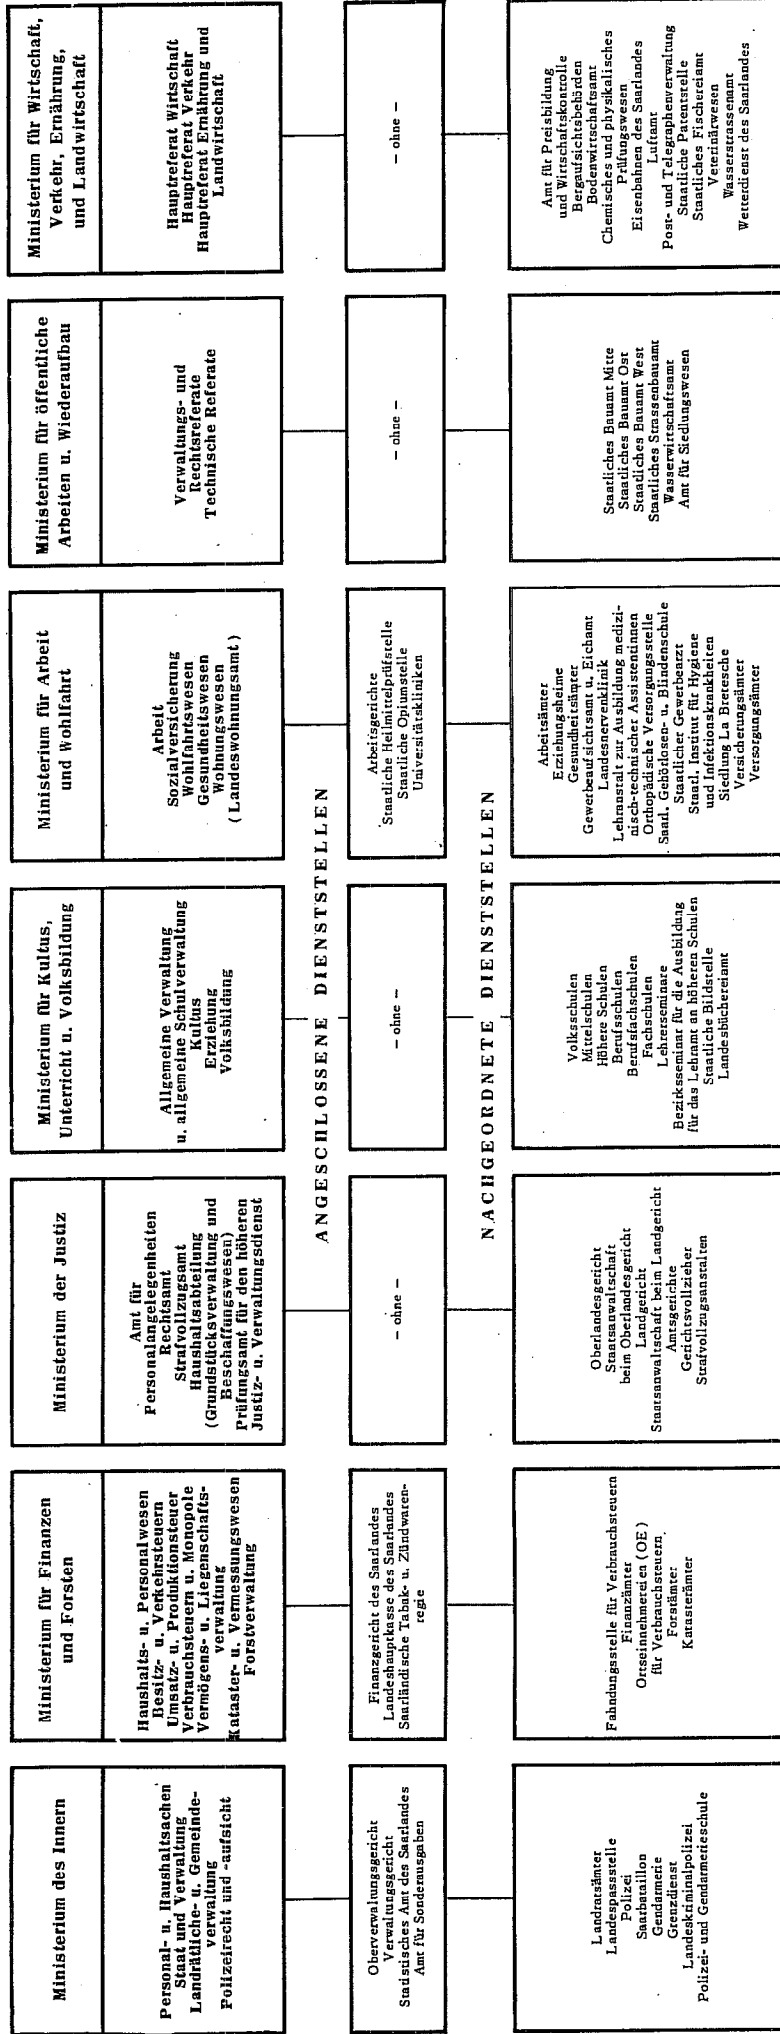 Ministerium des Innern
Personal- u. Haushaltsachen
Staat und Verwaltung
Landrätliche- u. Gemeinde-
verwaltung
Polizeirecht und -aufsicht
Ministerium für Finanzen
und Forsten
Haushalts- u. Personalwesen
Besitz- u. Verkehrsteuern
Umsatz- u. Produktionsteuer
Verbrauchsteuern u. Monopole
Vermögens- u. Liegenschafts-
verwaltung
Kataster- u. Vermessungswesen
Forstverwaltung
Ministerium der Justiz
Amt für
Personalangelegenheiten
Rechtsamt
Strafvollzugsamt
Haushaltsabteilung
(Grundstücksverwaltung und
Beschaffungswesen)
Prüfungsamt für den höheren
Justiz- u. Verwaltungsdienst
Ministerium für Kultus,
Unterricht u. Volksbildung
Allgemeine Verwaltung
u. allgemeine Schulverwaltung
Kultus
Erziehung
Volksbildung
Ministerium für Arbeit
und Wohlfahrt
Arbeit
Sozialversicherung
Wohlfahrtswesen
Gesundheitswesen
Wohnungswesen
(Landeswohnungsamt)
Ministerium für öffentliche
Arbeiten u. Wiederaufbau
Verwaltungs- und
Rechtsreferate
Technische Referate
Ministerium für Wirtschaft,
Verkehr, Ernährung,
und Landwirtschaft
Hauptreferat Wirtschaft
Hauptreferat Verkehr
Hauptreferat Ernährung und
Landwirtschaft
ANGESCHLOSSENE DIENSTSTELLEN
Oberverwaltungsgericht
Verwaltungsgericht
Statistisches Amt des Saarlandes
Amt für Sonderausgaben
Finanzgericht des Saarlandes
Landeshauptkasse des Saarlandes
Saarländische Tabak- u. Zündwaren-
regie
- ohne -
- ohne -
Arbeitsgerichte
Staatliche Heilmittelprüfstelle
Staatliche Opiumstelle
Universitätskliniken
- ohne -
- ohne -
NACHGEORDNETE DIENSTSTELLEN
Landratsämter
Landespassstelle
Polizei
Saarbataillon
Gendarmerie
Grenzdienst
Landeskriminalpolizei
Polizei- und Gendarmerieschule
Fahndungsstelle für Verbrauchsteuern
Finanzämter
Ortseinnehmereien (OE)
für Verbrauchsteuern
Forstämter
Katasterämter
Oberlandesgericht
Staatsanwaltschaft
beim Oberlandesgericht
Landgericht
Staatsanwaltschaft beim Landgericht
Amtsgerichte
Gerichtsvollzieher
Strafvollzugsanstalten
Volksschulen
Mittelschulen
Höhere Schulen
Berufsschulen
Berufsfachschulen
Fachschulen
Lehrerseminare
Bezirksseminar für die Ausbildung
für das Lehramt an höheren Schulen
Staatliche Bildstelle
Landesbüchereiamt
Arbeitsämter
Erziehungsheime
Gesundheitsämter
Gewerbeaufsichtsamt u. Eichamt
Landesnervenklinik
Lehranstalt zur Ausbildung medizi-
nisch-technischer Assistentinnen
Orthopädische Versorgungsstelle
Saarl. Gehörlosen- u. Blindenschule
Staatlicher Gewerbearzt
Staatl. Institut für Hygiene
und Infektionskrankheiten
Siedlung La Bretesche
Versicherungsämter
Versorgungsämter
Staatliches Bauamt Mitte
Staatliches Bauamt Ost
Staatliches Bauamt West
Staatliches Strassenbauamt
Wasserwirtschaftsamt
Amt für Siedlungswesen
Amt für Preisbildung
und Wirtschaftskontrolle
Bergaufsichtsbehörden
Bodenwirtschaftsamt
Chemisches und physikalisches
Prüfungswesen
Eisenbahnen des Saarlandes
Luftamt
Post- und Telegraphenverwaltung
Staatliche Patentstelle
Staatliches Fischereiamt
Veterinärwesen
Wasserstrassenamt
Wetterdienst des Saarlandes